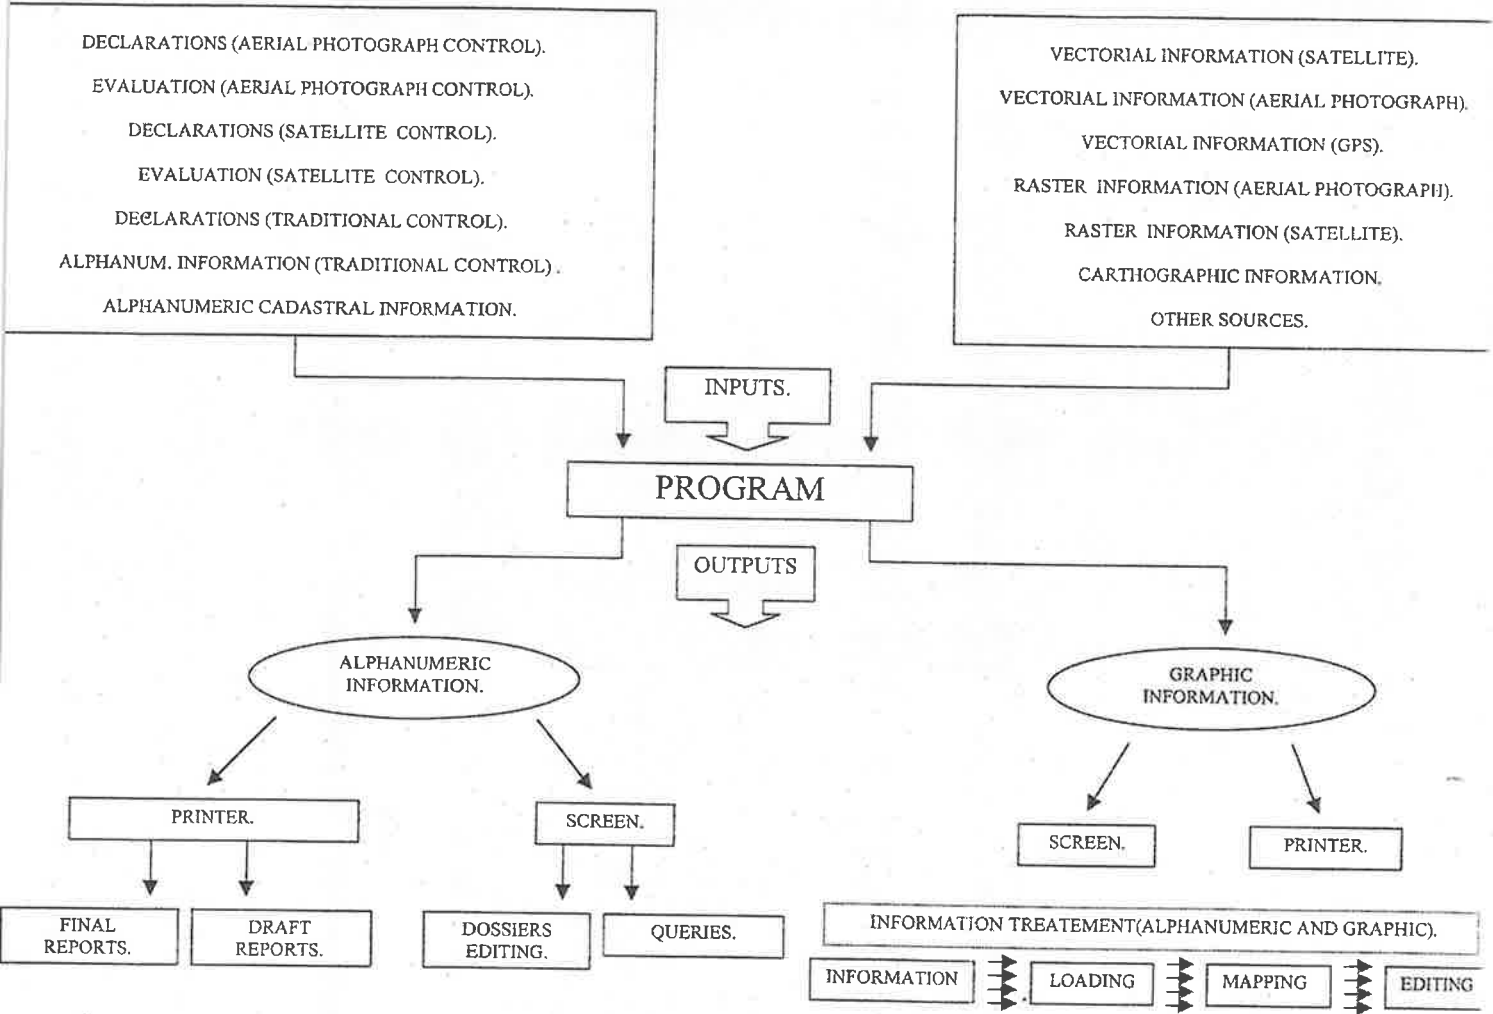 DECLARATIONS (AERIAL PHOTOGRAPH CONTROL).
EVALUATION (AERIAL PHOTOGRAPH CONTROL).
DECLARATIONS (SATELLITE CONTROL).
EVALUATION (SATELLITE CONTROL).
DECLARATIONS (TRADITIONAL CONTROL).
ALPHANUM. INFORMATION (TRADITIONAL CONTROL) .
ALPHANUMERIC CADASTRAL INFORMATION.
VECTORIAL INFORMATION (SATELLITE).
VECTORIAL INFORMATION (AERIAL PHOTOGRAPH).
VECTORIAL INFORMATION (GPS).
RASTER INFORMATION (AERIAL PHOTOGRAPH).
RASTER INFORMATION (SATELLITE).
CARTHOGRAPHIC INFORMATION.
OTHER SOURCES.
INPUTS.
PROGRAM
OUTPUTS
ALPHANUMERIC
INFORMATION.
GRAPHIC
INFORMATION.
PRINTER.
SCREEN.
SCREEN.
PRINTER.
FINAL
REPORTS.
DRAFT
REPORTS.
DOSSIERS
EDITING.
QUERIES.
INFORMATION TREATEMENT(ALPHANUMERIC AND GRAPHIC).
INFORMATION
LOADING
MAPPING
EDITING